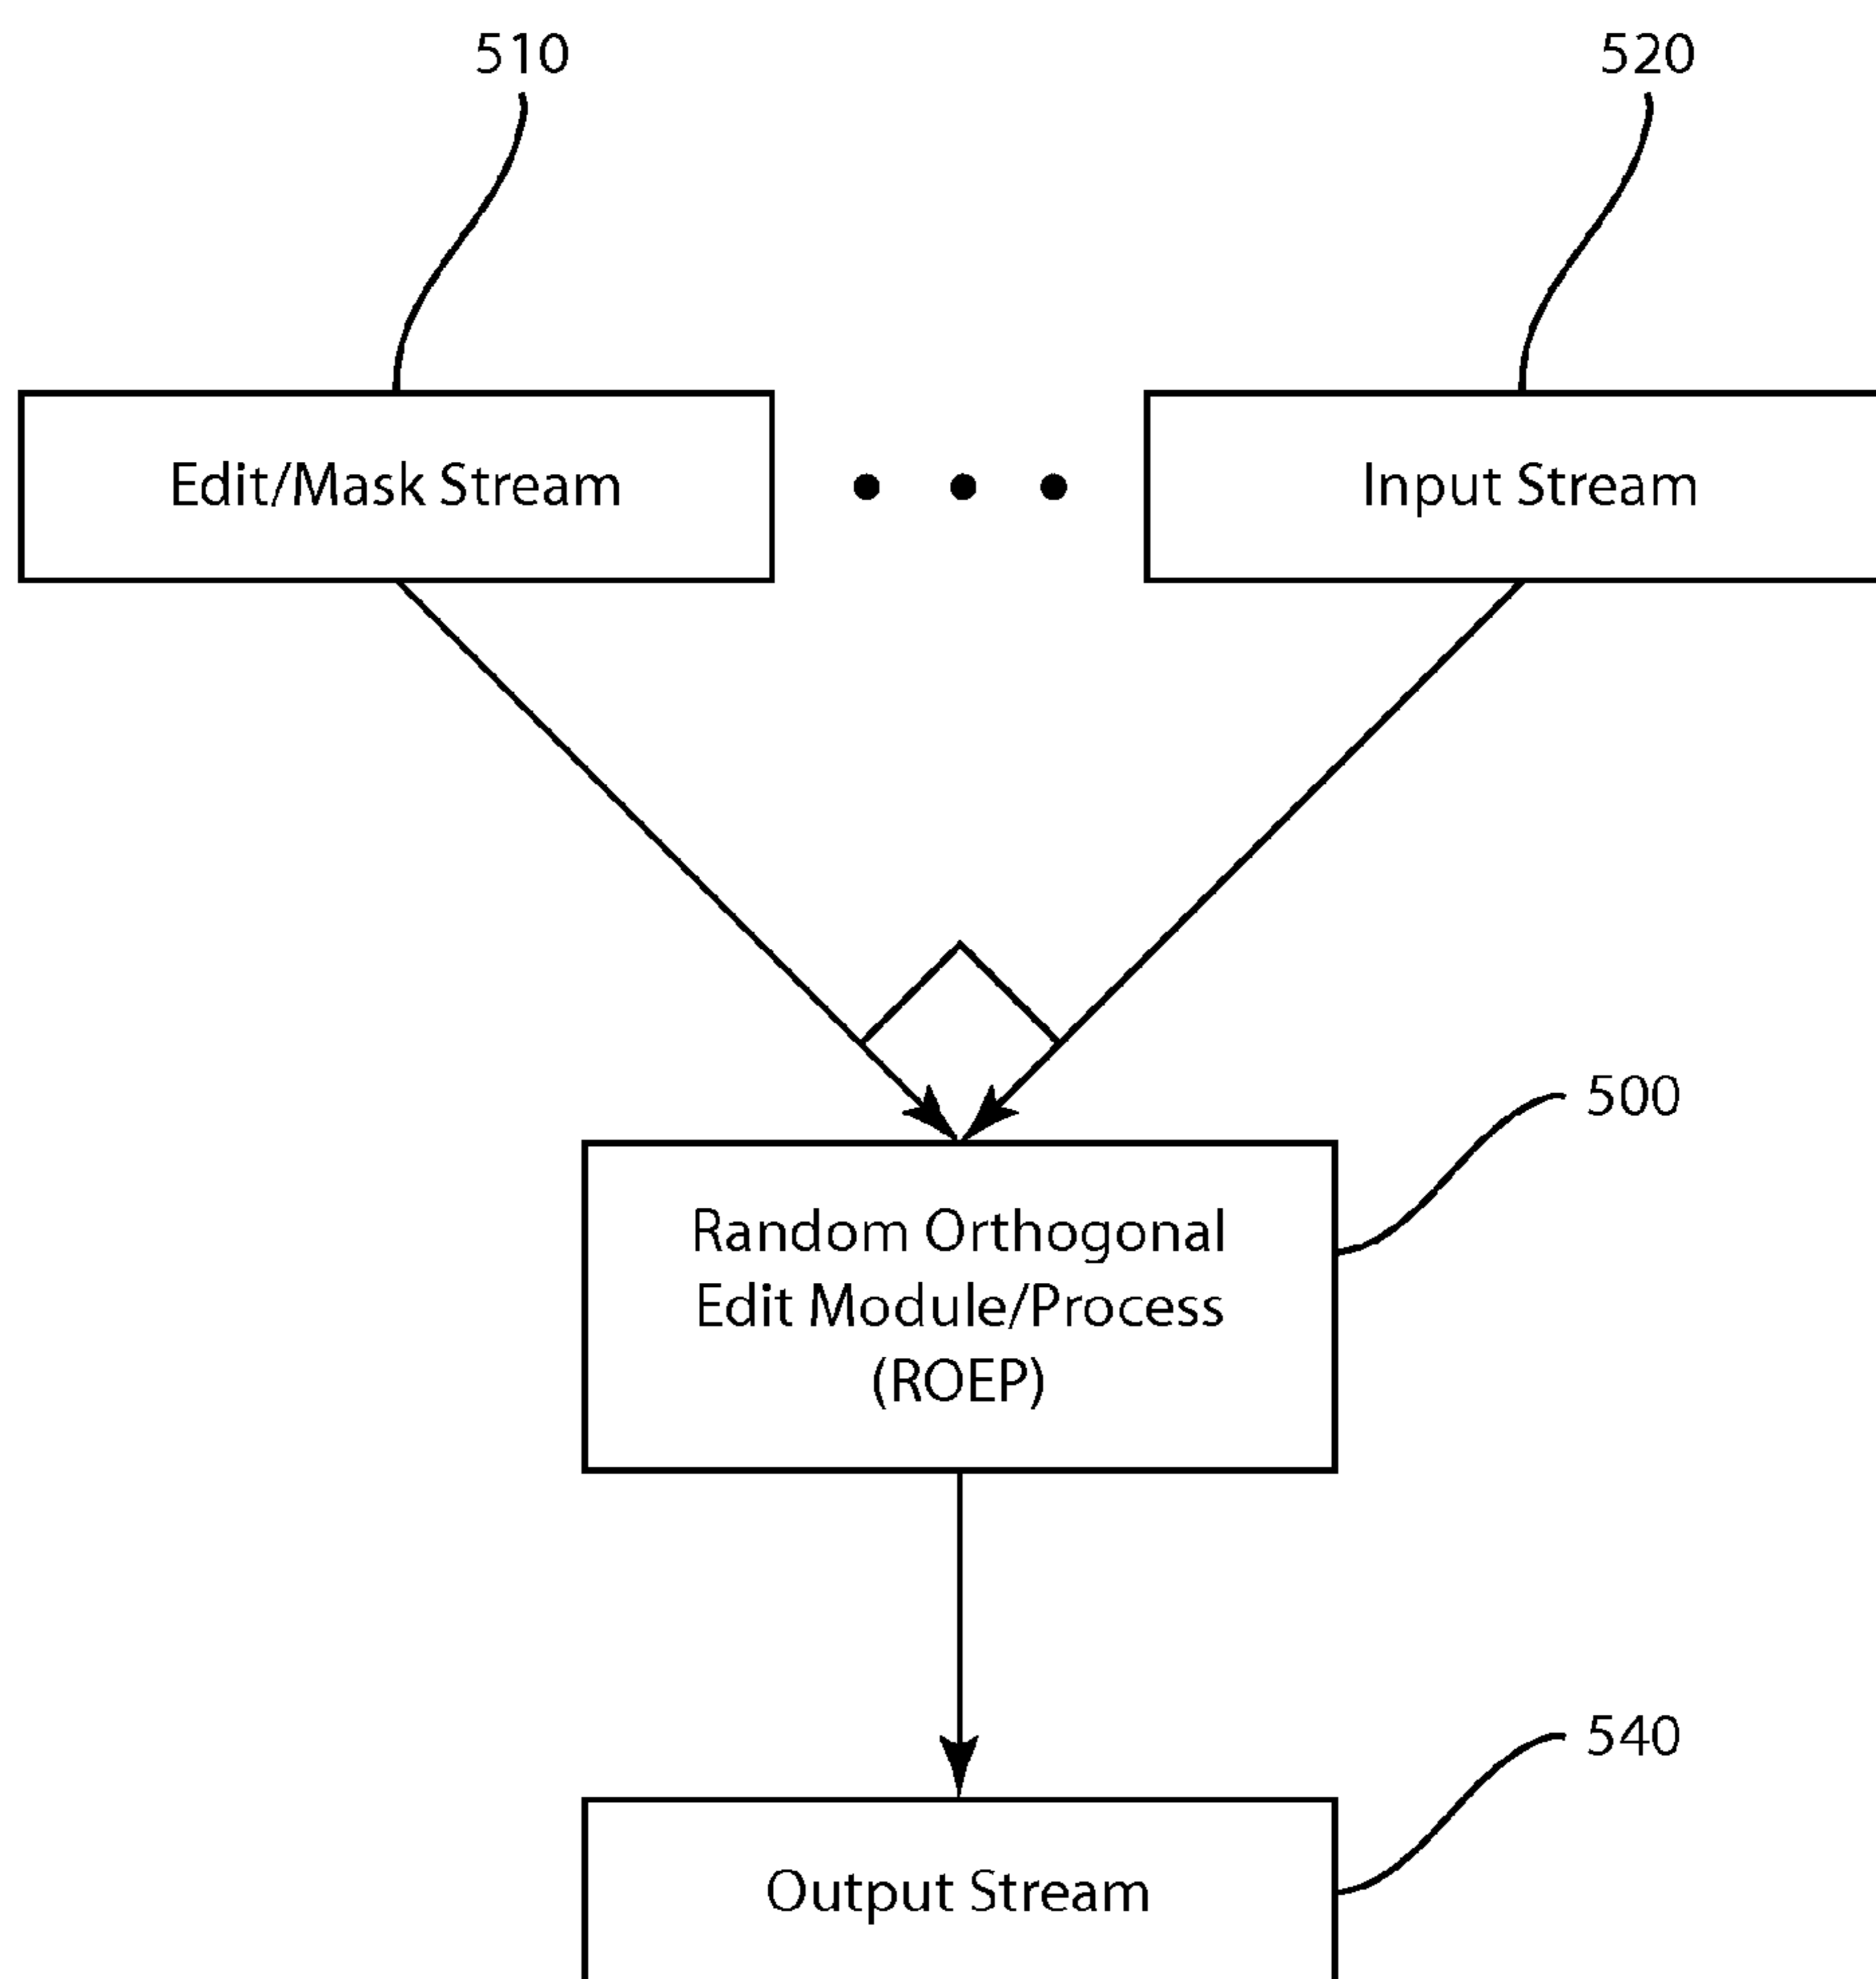 510
520
Edit/Mask Stream
Input Stream
500
Random Orthogonal
Edit Module/Process
(ROEP)
540
Output Stream